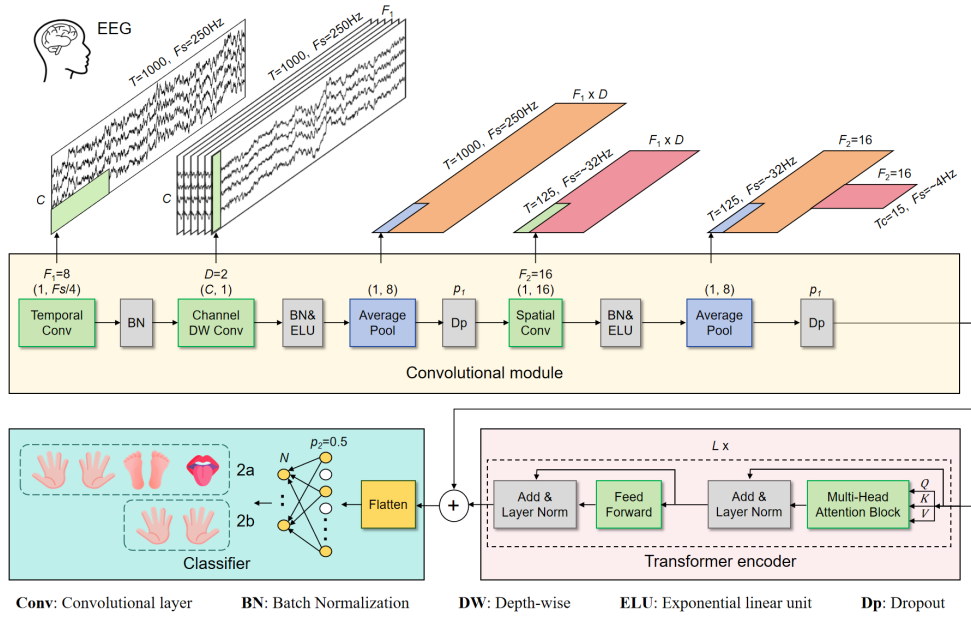 EEG
T=1000, Fs=250Hz
C
F₁
T=1000, Fs=250Hz
C
F₁ x D
T=1000, Fs=250Hz
F₁ x D
T=125, Fs=~32Hz
F₂=16
T=125, Fs=~32Hz
F₂=16
Tc=15, Fs=~4Hz
F₁=8
(1, Fs/4)
D=2
(C, 1)
(1, 8)
p₁
F₂=16
(1, 16)
(1, 8)
p₁
Temporal
Conv
BN
Channel
DW Conv
BN&
ELU
Average
Pool
Dp
Spatial
Conv
BN&
ELU
Average
Pool
Dp
Convolutional module
2a
2b
N
p₂=0.5
Flatten
Classifier
+
L x
Add &
Layer Norm
Feed
Forward
Add &
Layer Norm
Multi-Head
Attention Block
Q
K
V
Transformer encoder
Conv: Convolutional layer BN: Batch Normalization DW: Depth-wise ELU: Exponential linear unit Dp: Dropout